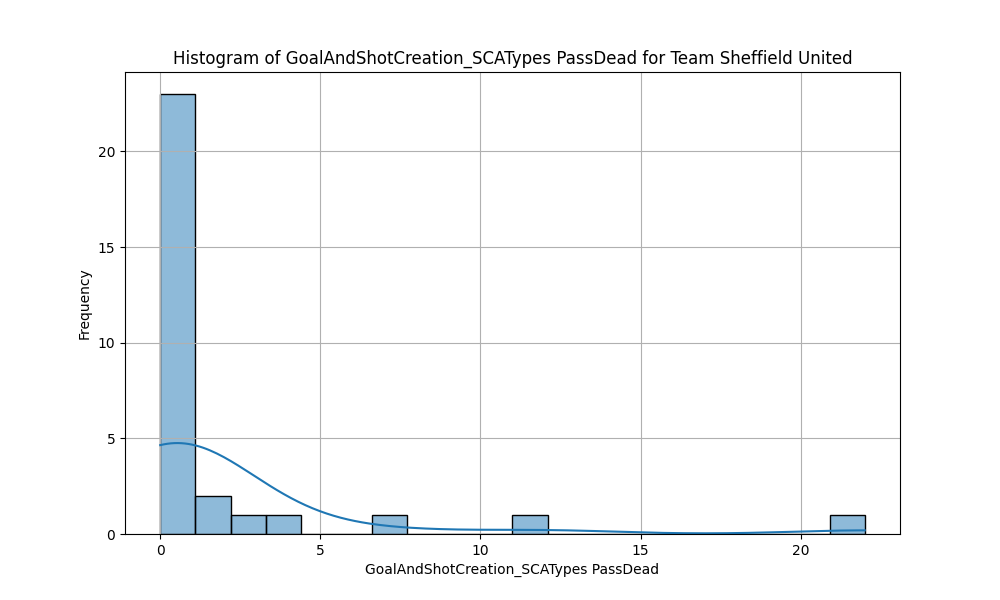 Histogram of GoalAndShotCreation_SCATypes PassDead for Team Sheffield United
Frequency
20
15
10
5
0
0 5 10 15 20
GoalAndShotCreation_SCATypes PassDead